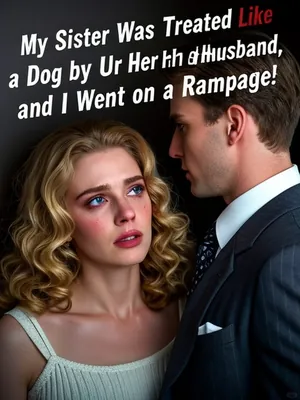 My Sister Was Treated Like
a Dog by Ur Her Husband,
and I Went on a Rampage!